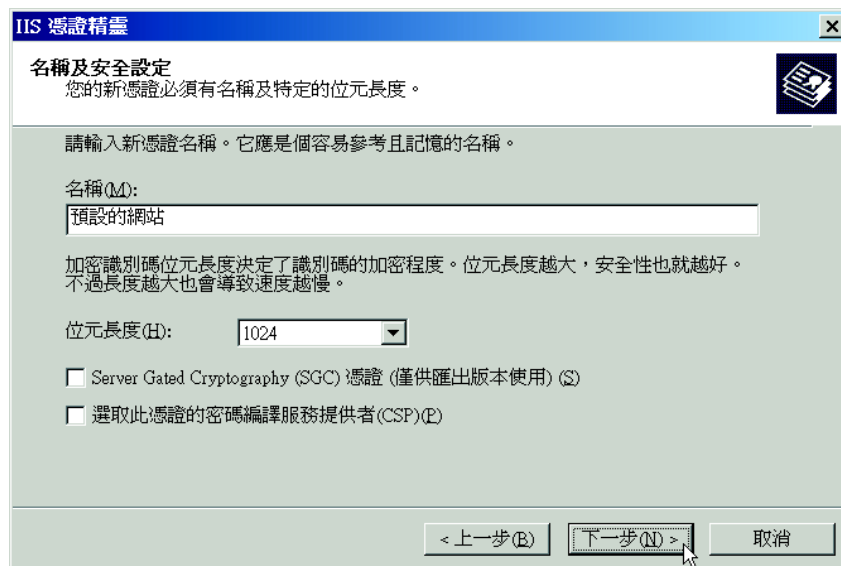 IIS 憑證精靈
名稱及安全設定
您的新憑證必須有名稱及特定的位元長度。
請輸入新憑證名稱。它應是個容易參考且記憶的名稱。
名稱(M):
預設的網站
加密識別碼位元長度決定了識別碼的加密程度。位元長度越大，安全性也就越好。
不過長度越大也會導致速度越慢。
位元長度(H): 1024
Server Gated Cryptography (SGC) 憑證 (僅供匯出版本使用) (S)
選取此憑證的密碼編譯服務提供者(CSP)(P)
< 上一步(B) 下一步(N) > 取消